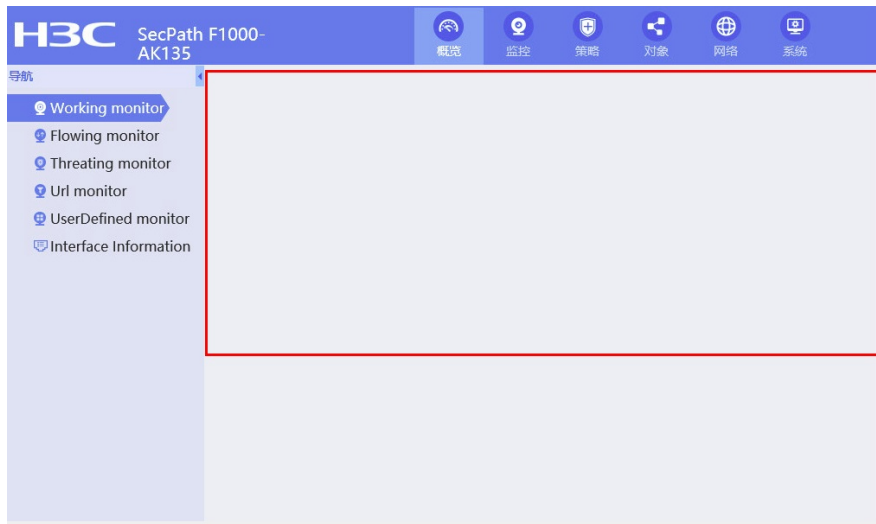 H3C
SecPath F1000-
AK135
概览
监控
策略
对象
网络
系统
导航
Working monitor
Flowing monitor
Threating monitor
Url monitor
UserDefined monitor
Interface Information